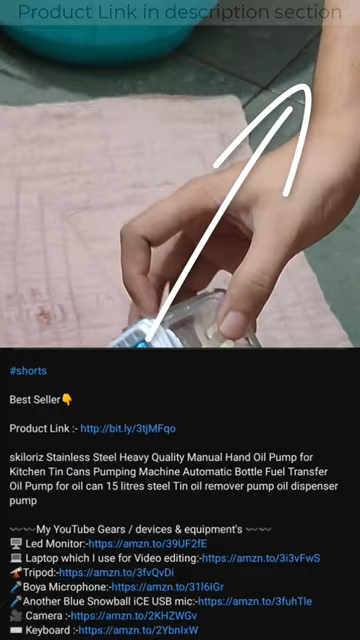 Product Link in description section
#shorts
Best Seller👇
Product Link :- http://bit.ly/3tjMFqo
skiloriz Stainless Steel Heavy Quality Manual Hand Oil Pump for
Kitchen Tin Cans Pumping Machine Automatic Bottle Fuel Transfer
Oil Pump for oil can 15 litres steel Tin oil remover pump oil dispenser
pump
〰〰My YouTube Gears / devices & equipment's 〰〰
🖥 Led Monitor:-https://amzn.to/39UF2fE
💻 Laptop which I use for Video editing:-https://amzn.to/3i3vFwS
🔭Tripod:-https://amzn.to/3fvQvDi
🎤Boya Microphone:-https://amzn.to/31I6IGr
🎤Another Blue Snowball iCE USB mic:-https://amzn.to/3fuhTle
🎥 Camera :-https://amzn.to/2KHZWGv
⌨ Keyboard :-https://amzn.to/2YbnIxW